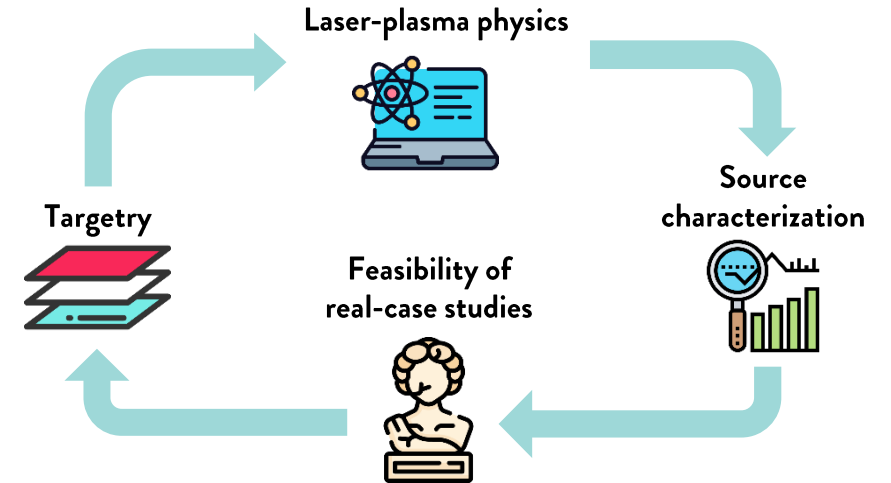 Laser-plasma physics
Source
characterization
Targetry
Feasibility of
real-case studies